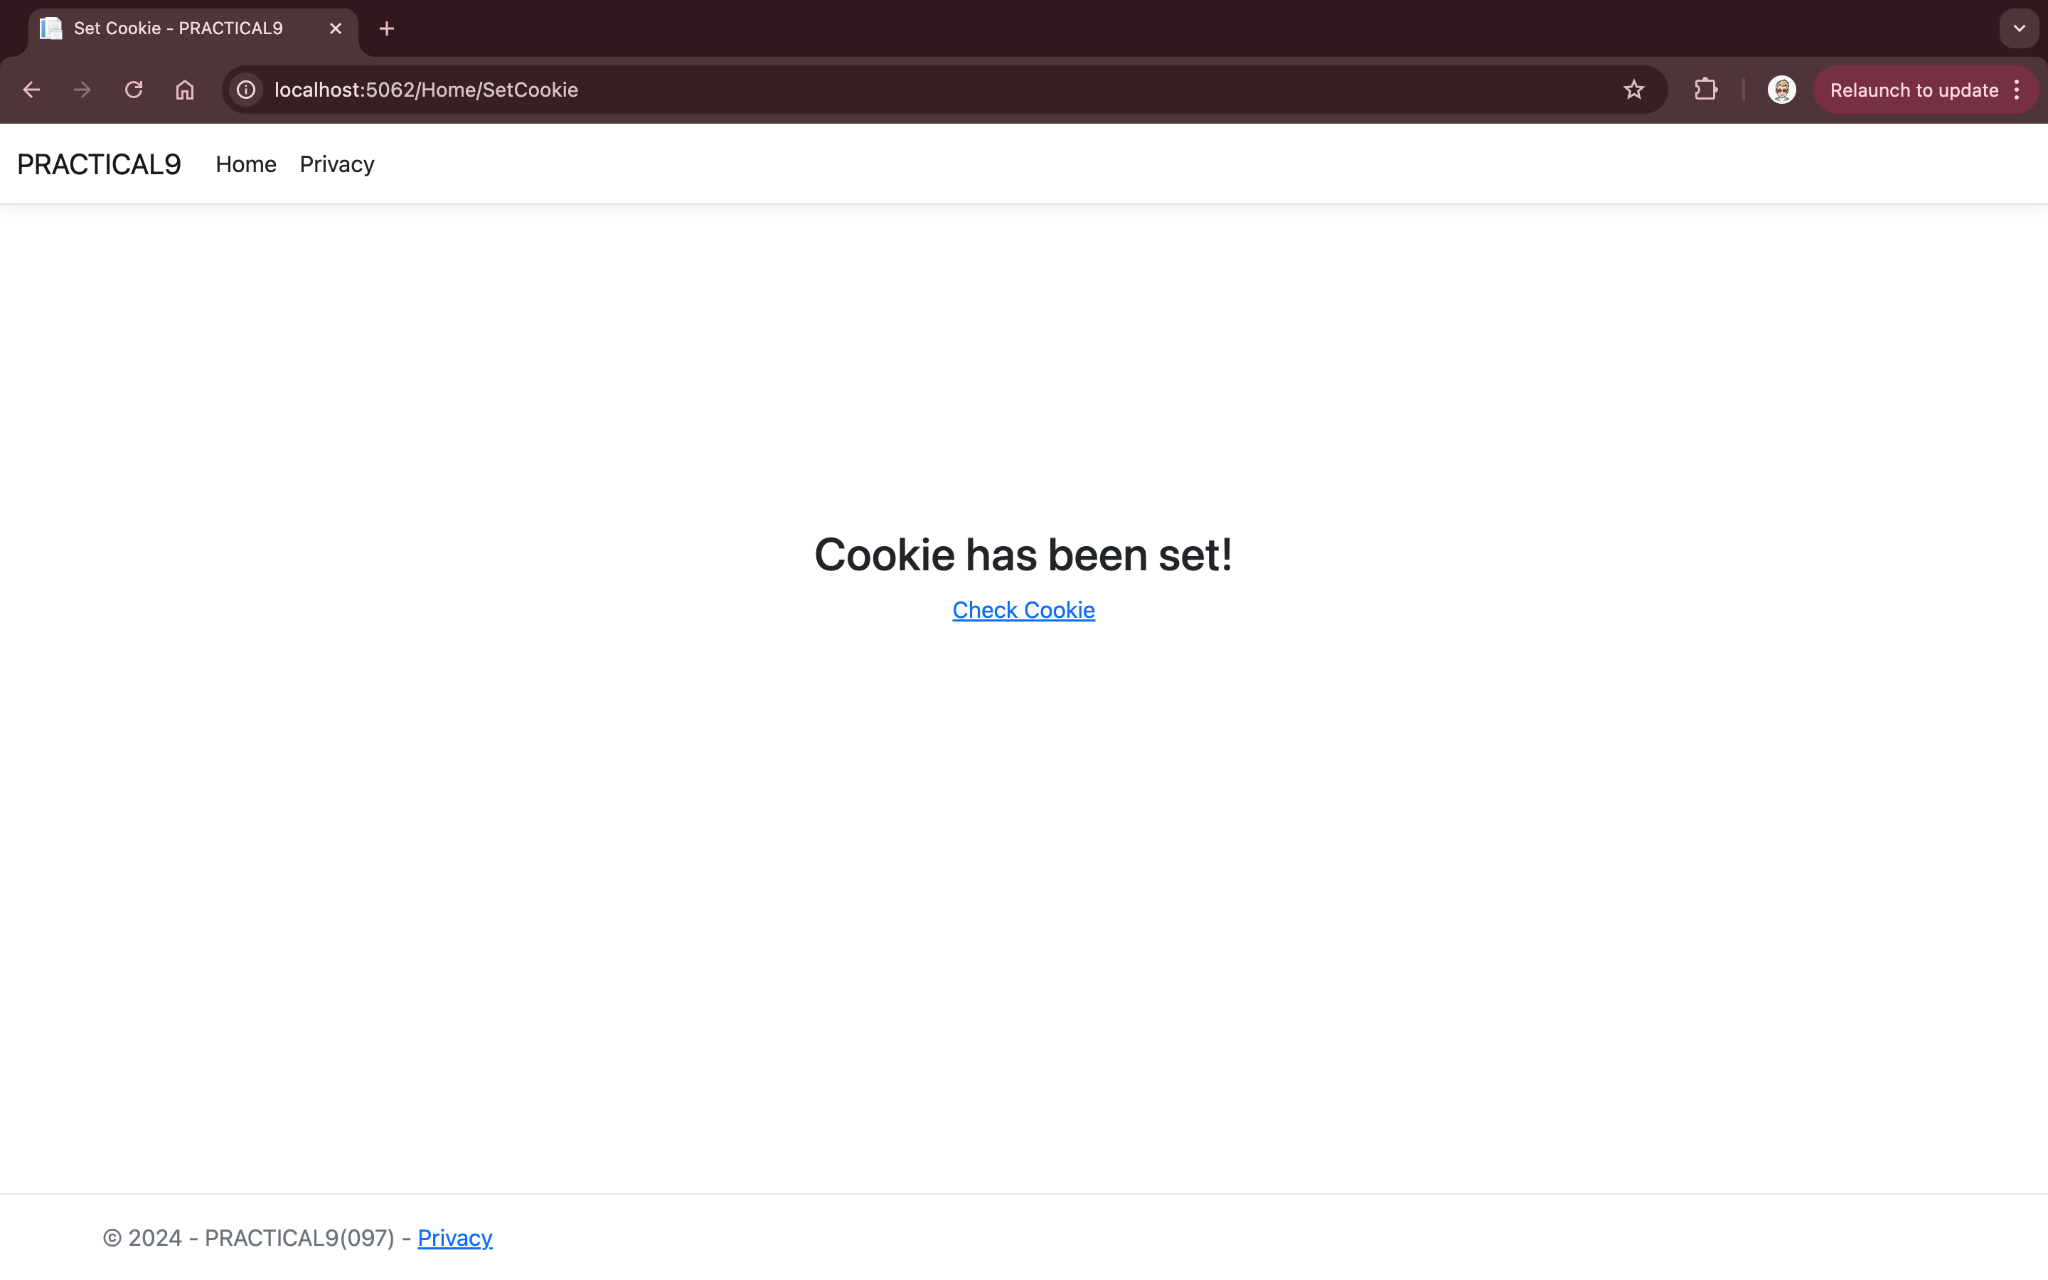 Set Cookie - PRACTICAL9
localhost:5062/Home/SetCookie
Relaunch to update
PRACTICAL9 Home Privacy
Cookie has been set!
Check Cookie
© 2024 - PRACTICAL9(097) - Privacy